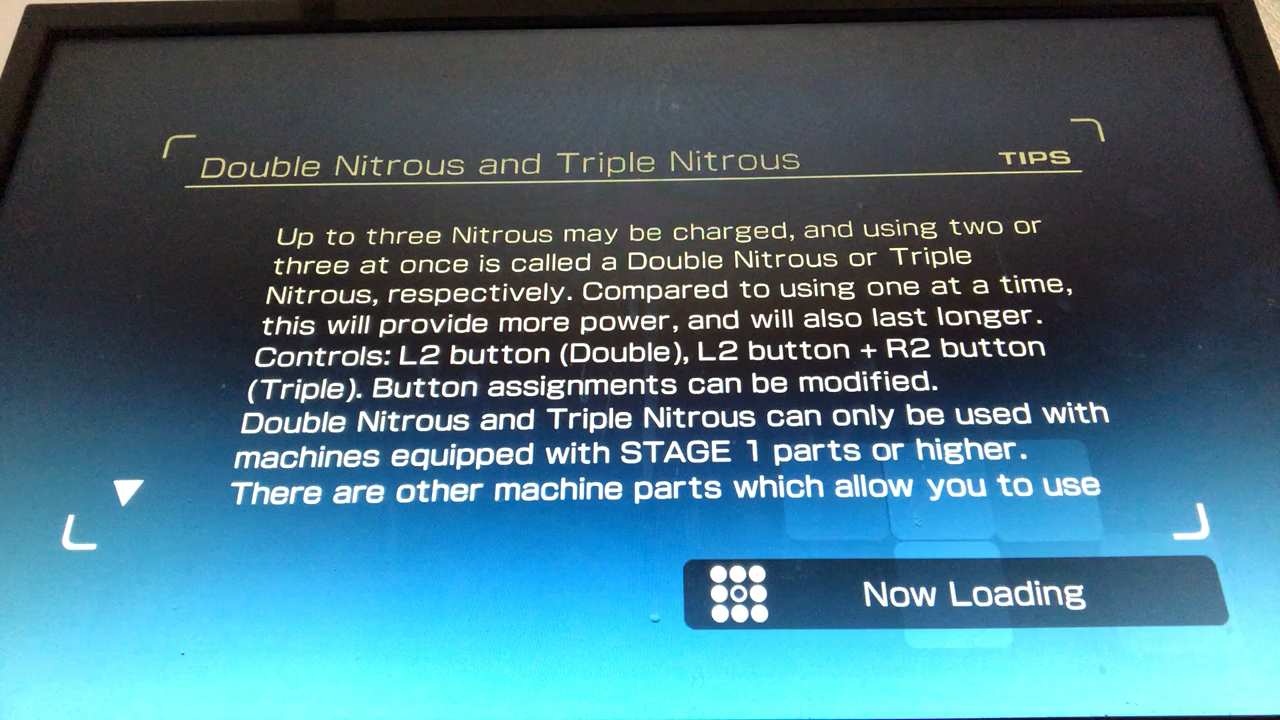 Double Nitrous and Triple Nitrous
TIPS
Up to three Nitrous may be charged, and using two or
three at once is called a Double Nitrous or Triple
Nitrous, respectively. Compared to using one at a time,
this will provide more power, and will also last longer.
Controls: L2 button (Double), L2 button + R2 button
(Triple). Button assignments can be modified.
Double Nitrous and Triple Nitrous can only be used with
machines equipped with STAGE 1 parts or higher.
There are other machine parts which allow you to use
Now Loading